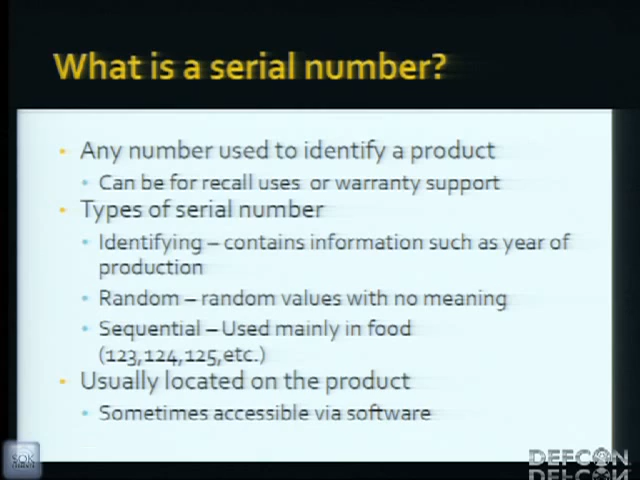 What is a serial number?
• Any number used to identify a product
• Can be for recall uses or warranty support
• Types of serial number
• Identifying – contains information such as year of
production
• Random – random values with no meaning
• Sequential – Used mainly in food
(123,124,125,etc.)
• Usually located on the product
• Sometimes accessible via software
SOK
DEFCON